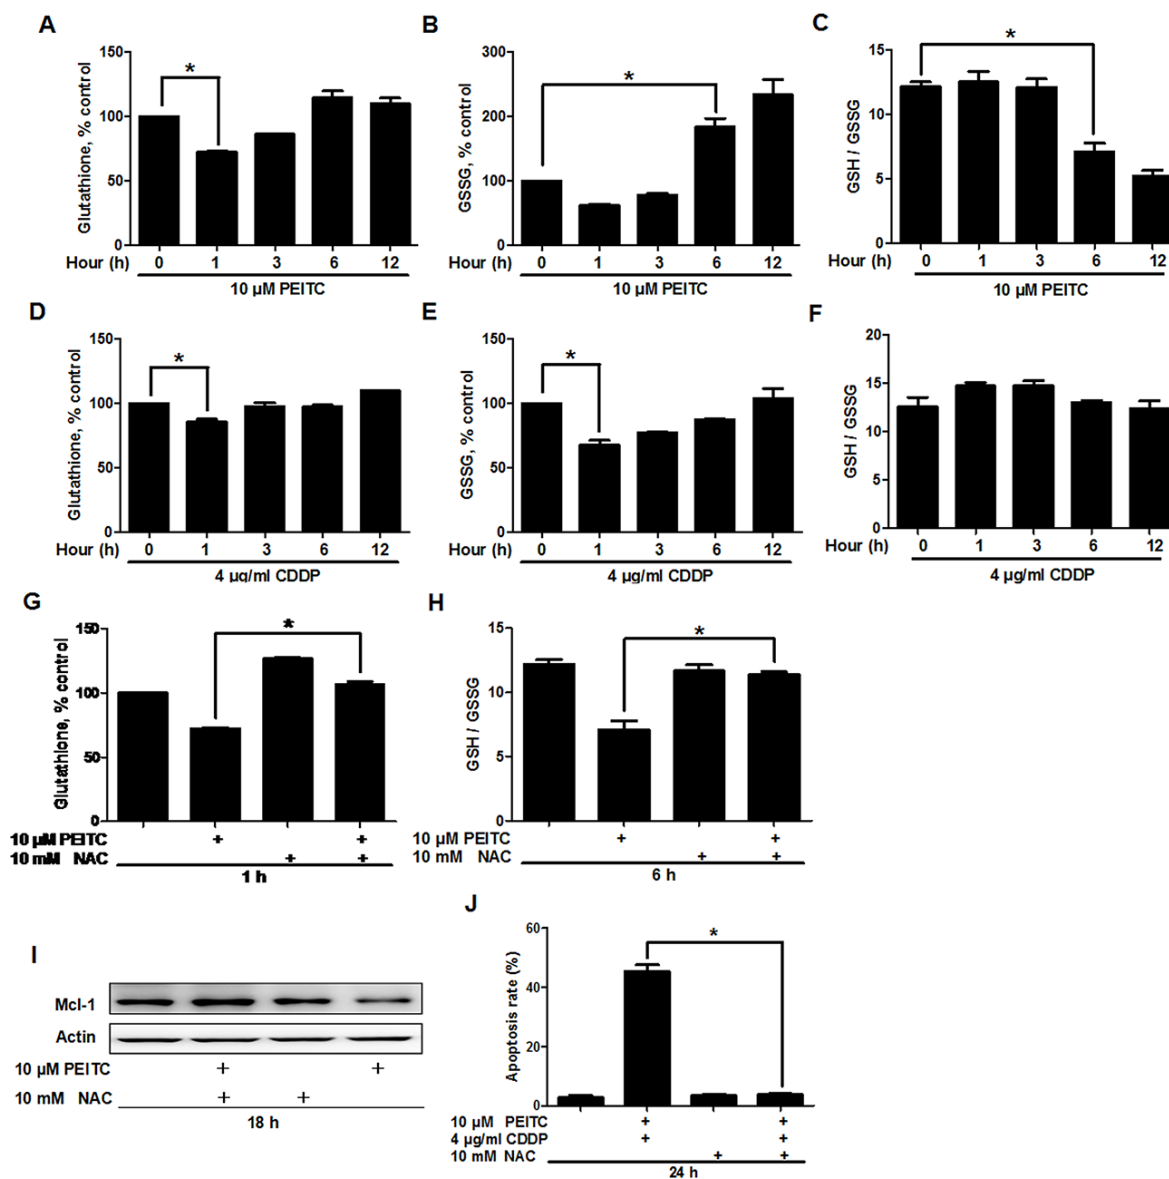 A
Glutathione, % control
150
100
50
0
*
Hour (h) 0 1 3 6 12
10 µM PEITC
B
GSSG, % control
300
200
100
0
*
0 1 3 6 12
10 µM PEITC
C
GSH / GSSG
15
10
5
0
*
Hour (h) 0 1 3 6 12
10 µM PEITC
D
Glutathione, % control
150
100
50
0
*
Hour (h) 0 1 3 6 12
4 µg/ml CDDP
E
GSSG, % control
150
100
50
0
*
Hour (h) 0 1 3 6 12
4 µg/ml CDDP
F
GSH / GSSG
20
15
10
5
0
Hour (h) 0 1 3 6 12
4 µg/ml CDDP
G
Glutathione, % control
150
100
50
0
*
10 µM PEITC + +
10 mM NAC + +
1 h
H
GSH / GSSG
15
10
5
0
*
10 µM PEITC + +
10 mM NAC + +
6 h
I
Mcl-1
Actin
10 µM PEITC + +
10 mM NAC + +
18 h
J
Apoptosis rate (%)
60
40
20
0
*
10 µM PEITC + +
4 µg/ml CDDP + +
10 mM NAC + +
24 h